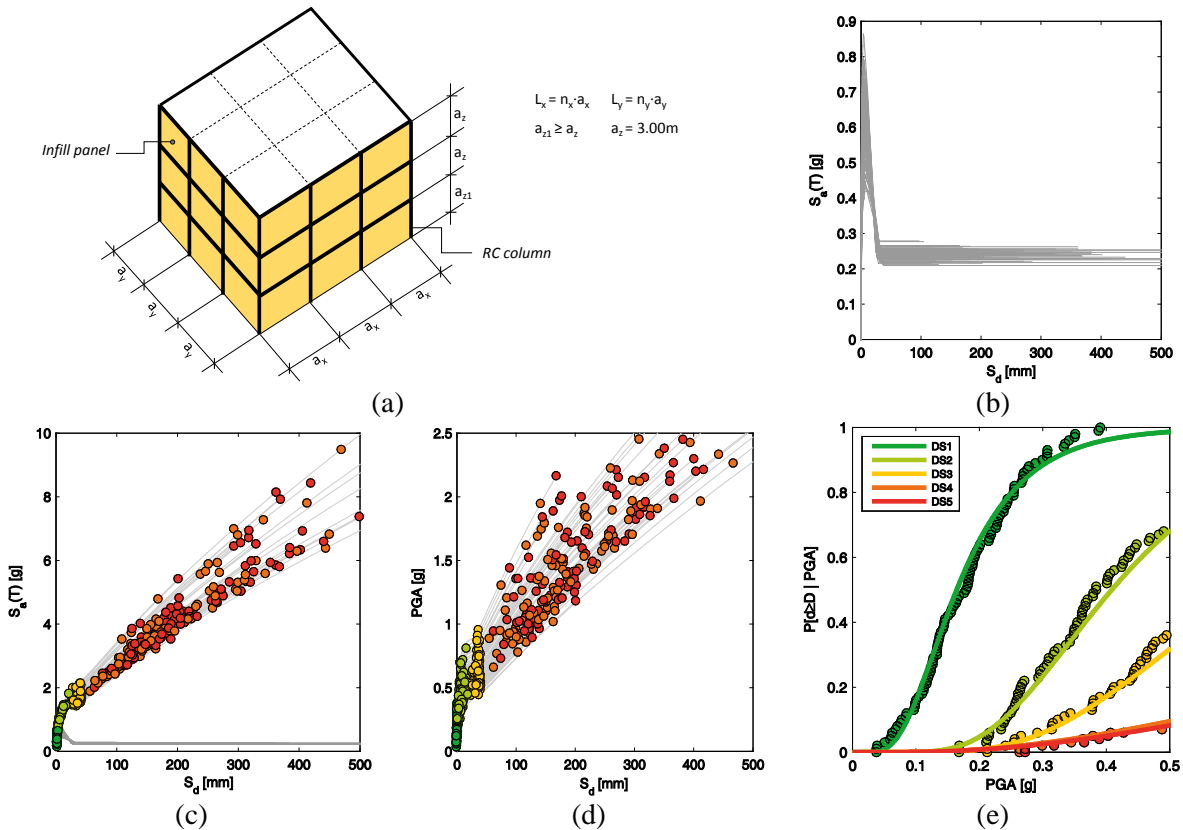 Infill panel
RC column
a_z
a_z
a_z1
a_y
a_y
a_y
a_x
a_x
a_x
L_x = n_x·a_x L_y = n_y·a_y
a_z1 ≥ a_z a_z = 3.00m
(a)
0.9
0.8
0.7
0.6
0.5
0.4
0.3
0.2
0.1
0
S_a(T) [g]
0 100 200 300 400 500
S_d [mm]
(b)
10
8
6
4
2
0
S_a(T) [g]
0 100 200 300 400 500
S_d [mm]
(c)
2.5
2
1.5
1
0.5
0
PGA [g]
0 100 200 300 400 500
S_d [mm]
(d)
1
0.8
0.6
0.4
0.2
0
P[d≥D | PGA]
DS1
DS2
DS3
DS4
DS5
0 0.1 0.2 0.3 0.4 0.5
PGA [g]
(e)